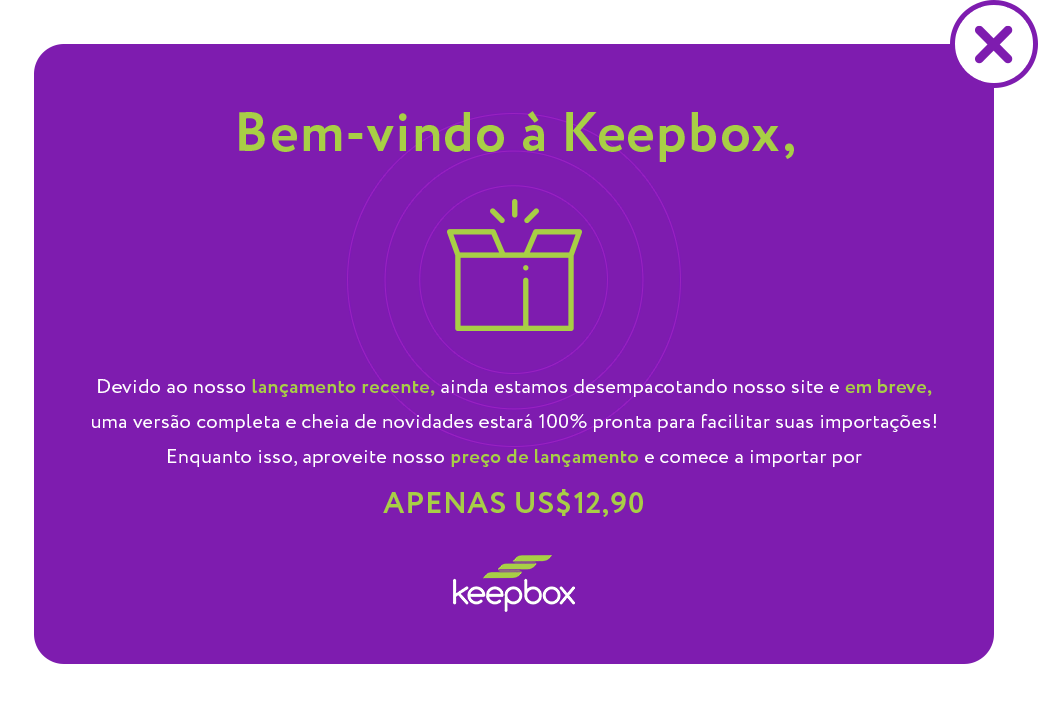 Bem-vindo à Keepbox,
Devido ao nosso lançamento recente, ainda estamos desempacotando nosso site e em breve,
uma versão completa e cheia de novidades estará 100% pronta para facilitar suas importações!
Enquanto isso, aproveite nosso preço de lançamento e comece a importar por
APENAS US$12,90
keepbox